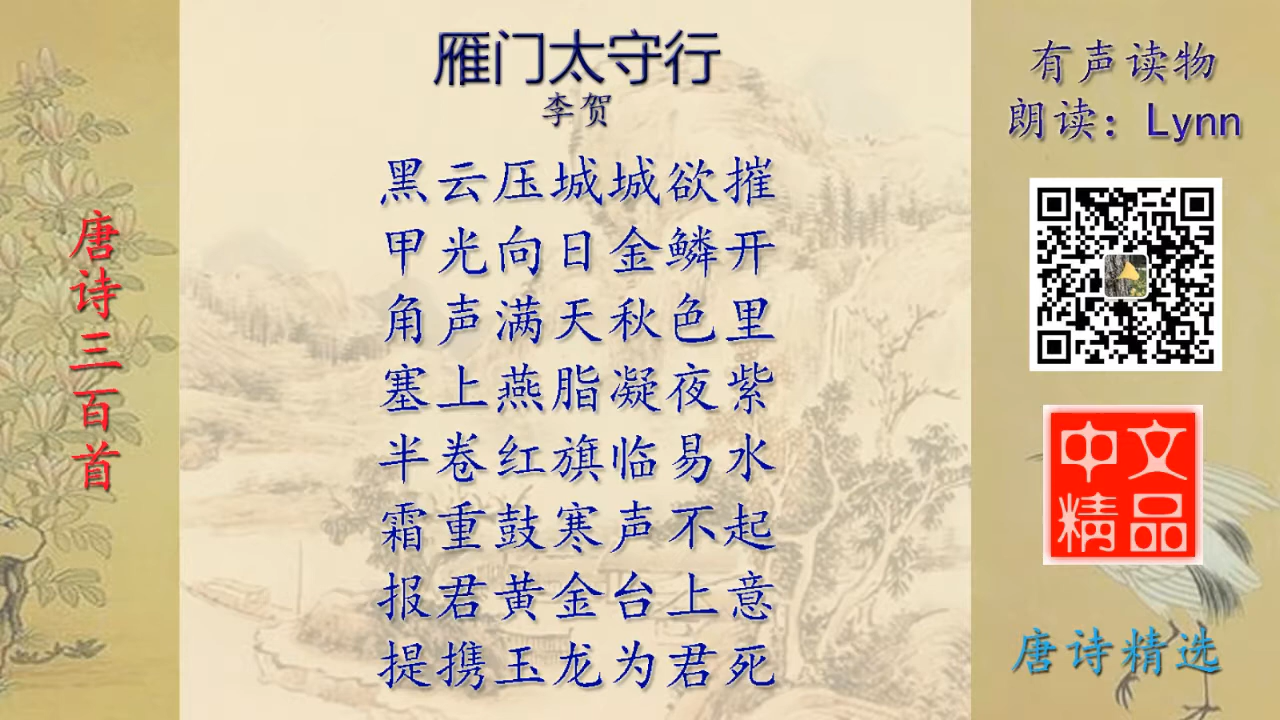 雁门太守行
李贺
黑云压城城欲摧
甲光向日金鳞开
角声满天秋色里
塞上燕脂凝夜紫
半卷红旗临易水
霜重鼓寒声不起
报君黄金台上意
提携玉龙为君死
唐诗三百首
有声读物
朗读：Lynn
中文
精品
唐诗精选